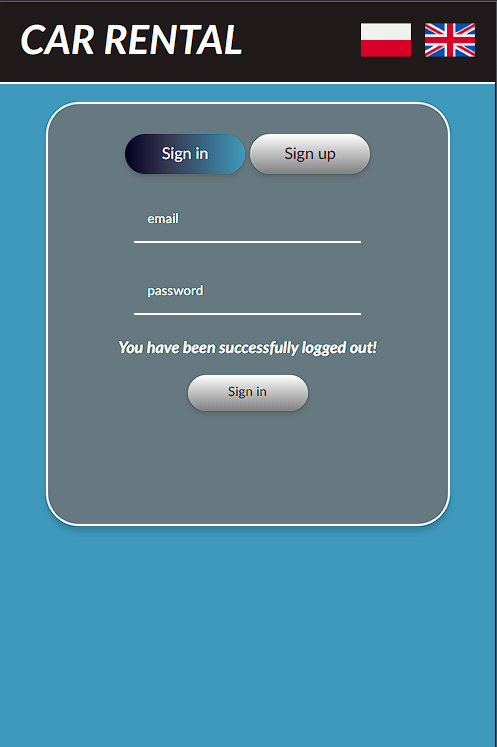 CAR RENTAL
Sign in Sign up
email
password
You have been successfully logged out!
Sign in